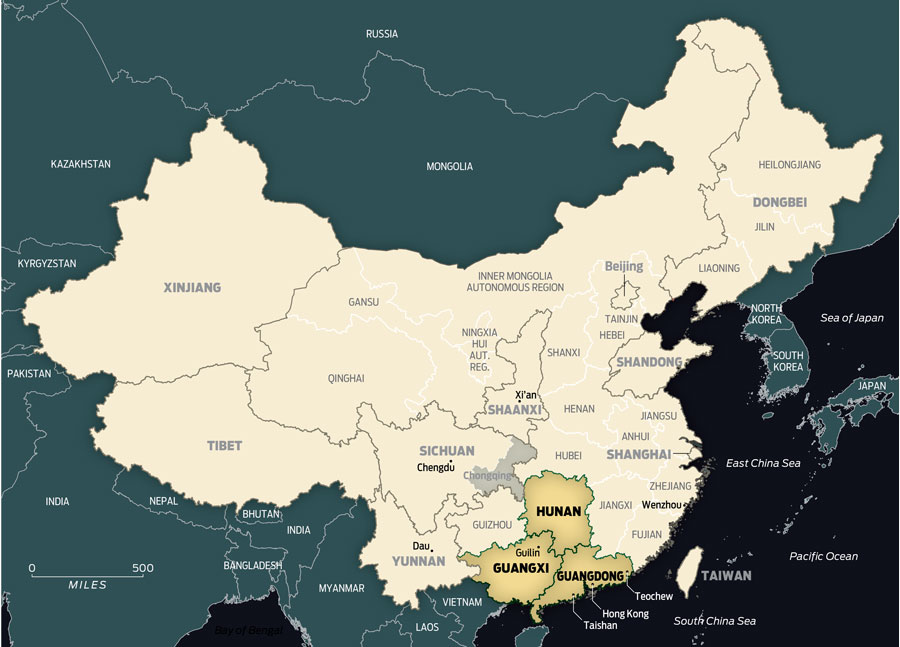 RUSSIA
KAZAKHSTAN
MONGOLIA
HEILONGJIANG
DONGBEI
JILIN
KYRGYZSTAN
XINJIANG
GANSU
INNER MONGOLIA
AUTONOMOUS REGION
Beijing
LIAONING
TAINJIN
HEBEI
NORTH
KOREA
Sea of Japan
NINGXIA
HUI
AUT.
REG.
SHANXI
SHANDONG
SOUTH
KOREA
PAKISTAN
QINGHAI
JAPAN
Xi'an
SHAANXI
HENAN
JIANGSU
ANHUI
TIBET
SICHUAN
Chengdu
HUBEI
SHANGHAI
East China Sea
Chongqing
ZHEJIANG
Wenzhou
INDIA
NEPAL
BHUTAN
INDIA
HUNAN
JIANGXI
GUIZHOU
FUJIAN
Dau
YUNNAN
Guilin
GUANGXI
GUANGDONG
Pacific Ocean
BANGLADESH
0
500
MILES
MYANMAR
TAIWAN
Teochew
VIETNAM
Hong Kong
Taishan
South China Sea
LAOS
Bay of Bengal